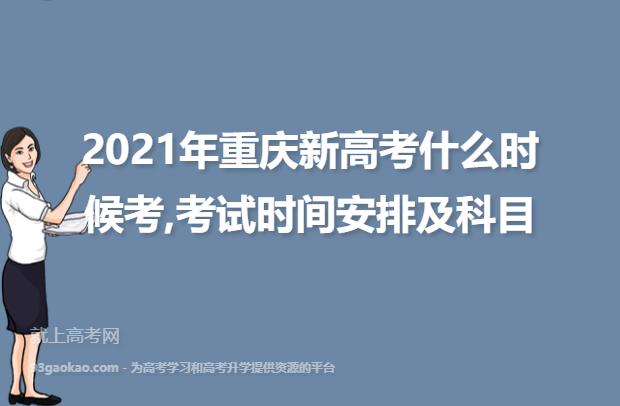 2021年重庆新高考什么时
候考,考试时间安排及科目
就上高考网
93gaokao.com - 为高考学习和高考升学提供资源的平台